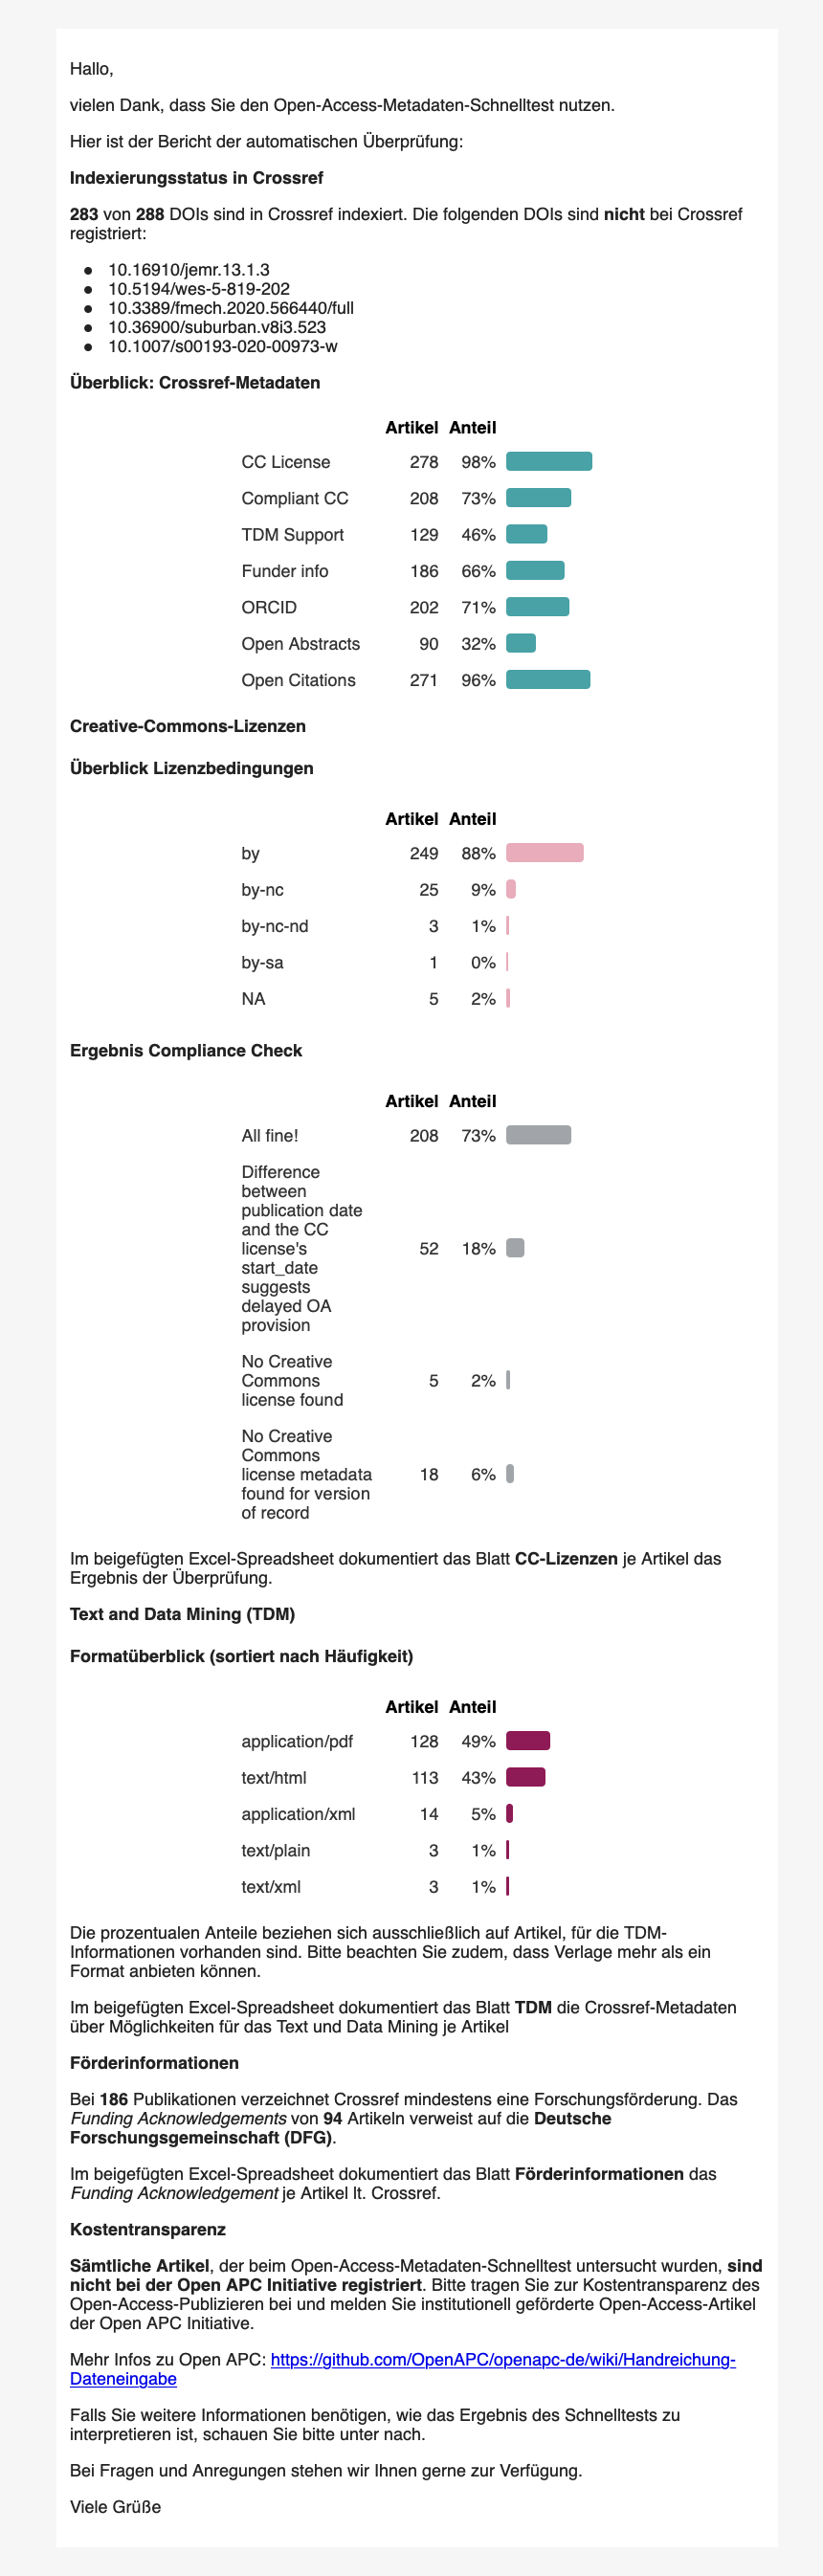 Hallo,
vielen Dank, dass Sie den Open-Access-Metadaten-Schnelltest nutzen.
Hier ist der Bericht der automatischen Überprüfung:
Indexierungsstatus in Crossref
283 von 288 DOIs sind in Crossref indexiert. Die folgenden DOIs sind nicht bei Crossref
registriert:
● 10.16910/jemr.13.1.3
● 10.5194/wes-5-819-202
● 10.3389/fmech.2020.566440/full
● 10.36900/suburban.v8i3.523
● 10.1007/s00193-020-00973-w
Überblick: Crossref-Metadaten
Artikel Anteil
CC License 278 98%
Compliant CC 208 73%
TDM Support 129 46%
Funder info 186 66%
ORCID 202 71%
Open Abstracts 90 32%
Open Citations 271 96%
Creative-Commons-Lizenzen
Überblick Lizenzbedingungen
Artikel Anteil
by 249 88%
by-nc 25 9%
by-nc-nd 3 1%
by-sa 1 0%
NA 5 2%
Ergebnis Compliance Check
Artikel Anteil
All fine! 208 73%
Difference
between
publication date
and the CC
license's 52 18%
start_date
suggests
delayed OA
provision
No Creative
Commons 5 2%
license found
No Creative
Commons
license metadata 18 6%
found for version
of record
Im beigefügten Excel-Spreadsheet dokumentiert das Blatt CC-Lizenzen je Artikel das
Ergebnis der Überprüfung.
Text and Data Mining (TDM)
Formatüberblick (sortiert nach Häufigkeit)
Artikel Anteil
application/pdf 128 49%
text/html 113 43%
application/xml 14 5%
text/plain 3 1%
text/xml 3 1%
Die prozentualen Anteile beziehen sich ausschließlich auf Artikel, für die TDM-
Informationen vorhanden sind. Bitte beachten Sie zudem, dass Verlage mehr als ein
Format anbieten können.
Im beigefügten Excel-Spreadsheet dokumentiert das Blatt TDM die Crossref-Metadaten
über Möglichkeiten für das Text und Data Mining je Artikel
Förderinformationen
Bei 186 Publikationen verzeichnet Crossref mindestens eine Forschungsförderung. Das
Funding Acknowledgements von 94 Artikeln verweist auf die Deutsche
Forschungsgemeinschaft (DFG).
Im beigefügten Excel-Spreadsheet dokumentiert das Blatt Förderinformationen das
Funding Acknowledgement je Artikel lt. Crossref.
Kostentransparenz
Sämtliche Artikel, der beim Open-Access-Metadaten-Schnelltest untersucht wurden, sind
nicht bei der Open APC Initiative registriert. Bitte tragen Sie zur Kostentransparenz des
Open-Access-Publizieren bei und melden Sie institutionell geförderte Open-Access-Artikel
der Open APC Initiative.
Mehr Infos zu Open APC: https://github.com/OpenAPC/openapc-de/wiki/Handreichung-
Dateneingabe
Falls Sie weitere Informationen benötigen, wie das Ergebnis des Schnelltests zu
interpretieren ist, schauen Sie bitte unter nach.
Bei Fragen und Anregungen stehen wir Ihnen gerne zur Verfügung.
Viele Grüße